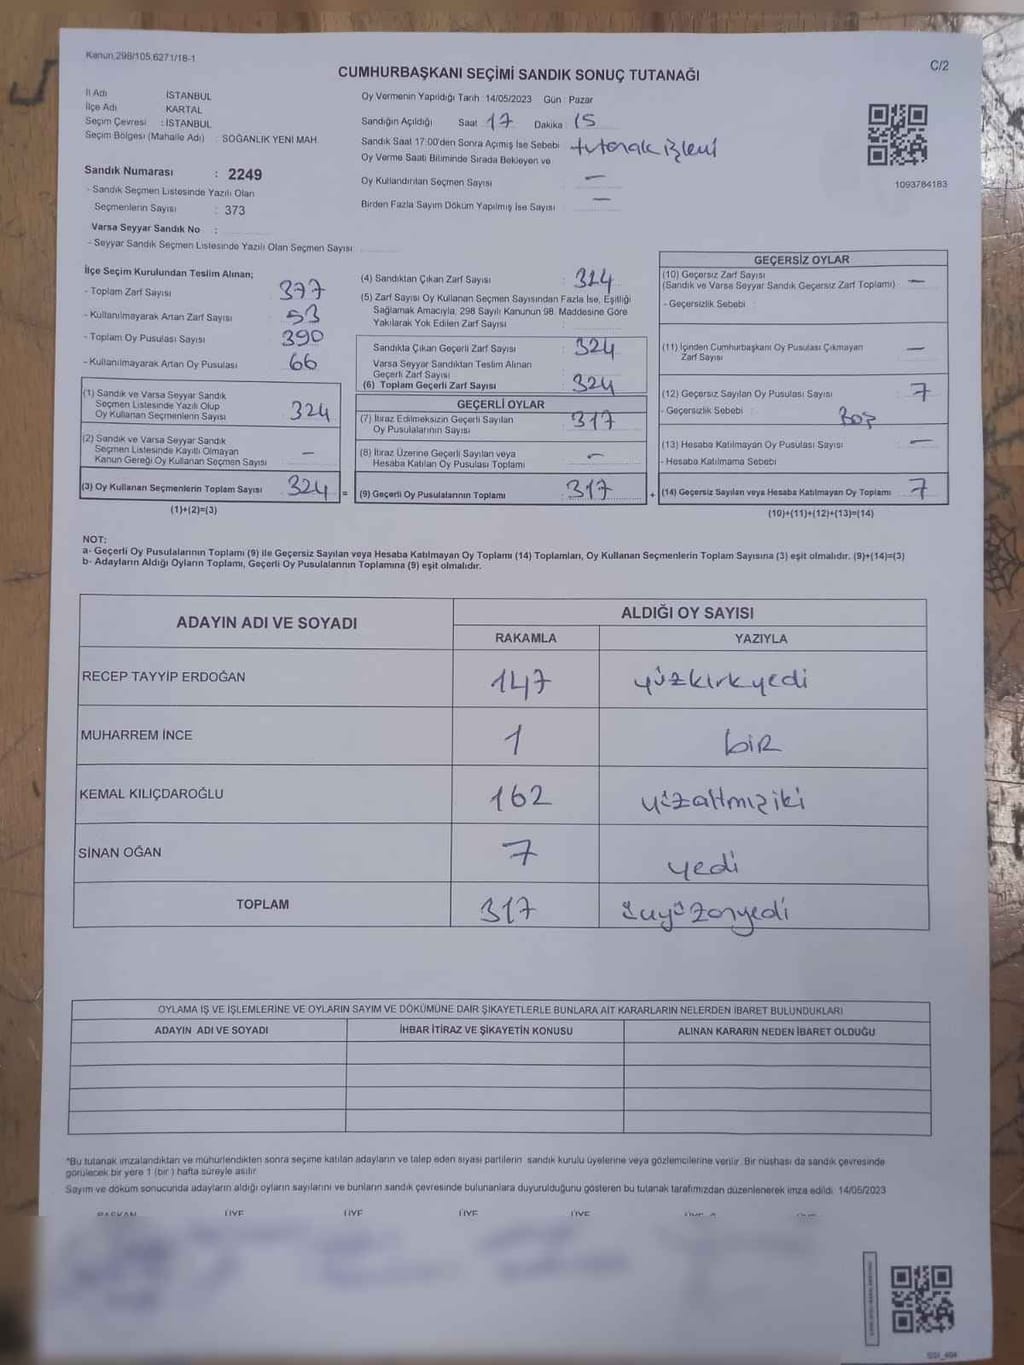 Kanun.298/105.6271/18-1
C/2
CUMHURBAŞKANI SEÇİMİ SANDIK SONUÇ TUTANAĞI
İl Adı İSTANBUL
İlçe Adı KARTAL
Seçim Çevresi : İSTANBUL
Seçim Bölgesi (Mahalle Adı) : SOĞANLIK YENİ MAH.
Sandık Numarası : 2249
- Sandık Seçmen Listesinde Yazılı Olan
Seçmenlerin Sayısı : 373
Varsa Seyyar Sandık No :
- Seyyar Sandık Seçmen Listesinde Yazılı Olan Seçmen Sayısı
Oy Vermenin Yapıldığı Tarih : 14/05/2023 Gün : Pazar
Sandığın Açıldığı Saat 17 Dakika : 15
Sandık Saat 17:00'den Sonra Açılmış İse Sebebi tutanak işleri
Oy Verme Saati Bitiminde Sırada Bekleyen ve
Oy Kullandırılan Seçmen Sayısı : —
Birden Fazla Sayım Döküm Yapılmış İse Sayısı : —
1093784183
İlçe Seçim Kurulundan Teslim Alınan;
- Toplam Zarf Sayısı : 377
- Kullanılmayarak Artan Zarf Sayısı : 53
- Toplam Oy Pusulası Sayısı : 390
- Kullanılmayarak Artan Oy Pusulası : 66
(1) Sandık ve Varsa Seyyar Sandık
Seçmen Listesinde Yazılı Olup
Oy Kullanan Seçmenlerin Sayısı : 324
(2) Sandık ve Varsa Seyyar Sandık
Seçmen Listesinde Kayıtlı Olmayan
Kanun Gereği Oy Kullanan Seçmen Sayısı : —
(3) Oy Kullanan Seçmenlerin Toplam Sayısı : 324 =
(1)+(2)=(3)
(4) Sandıktan Çıkan Zarf Sayısı : 324
(5) Zarf Sayısı Oy Kullanan Seçmen Sayısından Fazla İse, Eşitliği
Sağlamak Amacıyla, 298 Sayılı Kanunun 98. Maddesine Göre
Yakılarak Yok Edilen Zarf Sayısı :
Sandıkta Çıkan Geçerli Zarf Sayısı : 324
Varsa Seyyar Sandıktan Teslim Alınan
Geçerli Zarf Sayısı
(6) Toplam Geçerli Zarf Sayısı : 324
GEÇERLİ OYLAR
(7) İtiraz Edilmeksizin Geçerli Sayılan
Oy Pusulalarının Sayısı : 317
(8) İtiraz Üzerine Geçerli Sayılan veya
Hesaba Katılan Oy Pusulası Toplamı : —
(9) Geçerli Oy Pusulalarının Toplamı : 317 +
GEÇERSİZ OYLAR
(10) Geçersiz Zarf Sayısı
(Sandık ve Varsa Seyyar Sandık Geçersiz Zarf Toplamı) : —
- Geçersizlik Sebebi :
(11) İçinden Cumhurbaşkanı Oy Pusulası Çıkmayan
Zarf Sayısı : —
(12) Geçersiz Sayılan Oy Pusulası Sayısı : 7
- Geçersizlik Sebebi : Boş
(13) Hesaba Katılmayan Oy Pusulası Sayısı : —
- Hesaba Katılmama Sebebi
(14) Geçersiz Sayılan veya Hesaba Katılmayan Oy Toplamı : 7
(10)+(11)+(12)+(13)=(14)
NOT:
a- Geçerli Oy Pusulalarının Toplamı (9) ile Geçersiz Sayılan veya Hesaba Katılmayan Oy Toplamı (14) Toplamları, Oy Kullanan Seçmenlerin Toplam Sayısına (3) eşit olmalıdır. (9)+(14)=(3)
b- Adayların Aldığı Oyların Toplamı, Geçerli Oy Pusulalarının Toplamına (9) eşit olmalıdır.
ADAYIN ADI VE SOYADI ALDIĞI OY SAYISI
RAKAMLA YAZIYLA
RECEP TAYYİP ERDOĞAN 147 yüzkırkyedi
MUHARREM İNCE 1 bir
KEMAL KILIÇDAROĞLU 162 yüzaltmışiki
SİNAN OĞAN 7 yedi
TOPLAM 317 üçyüzonyedi
OYLAMA İŞ VE İŞLEMLERİNE VE OYLARIN SAYIM VE DÖKÜMÜNE DAİR ŞİKAYETLERLE BUNLARA AİT KARARLARIN NELERDEN İBARET BULUNDUKLARI
ADAYIN ADI VE SOYADI İHBAR İTİRAZ VE ŞİKAYETİN KONUSU ALINAN KARARIN NEDEN İBARET OLDUĞU
*Bu tutanak imzalandıktan ve mühürlendikten sonra seçime katılan adayların ve talep eden siyasi partilerin sandık kurulu üyelerine veya gözlemcilerine verilir. Bir nüshası da sandık çevresinde
görülecek bir yere 1 (bir) hafta süreyle asılır.
Sayım ve döküm sonucunda adayların aldığı oyların sayılarını ve bunların sandık çevresinde bulunanlara duyurulduğunu gösteren bu tutanak tarafımızdan düzenlenerek imza edildi. 14/05/2023
BAŞKAN ÜYE ÜYE ÜYE ÜYE